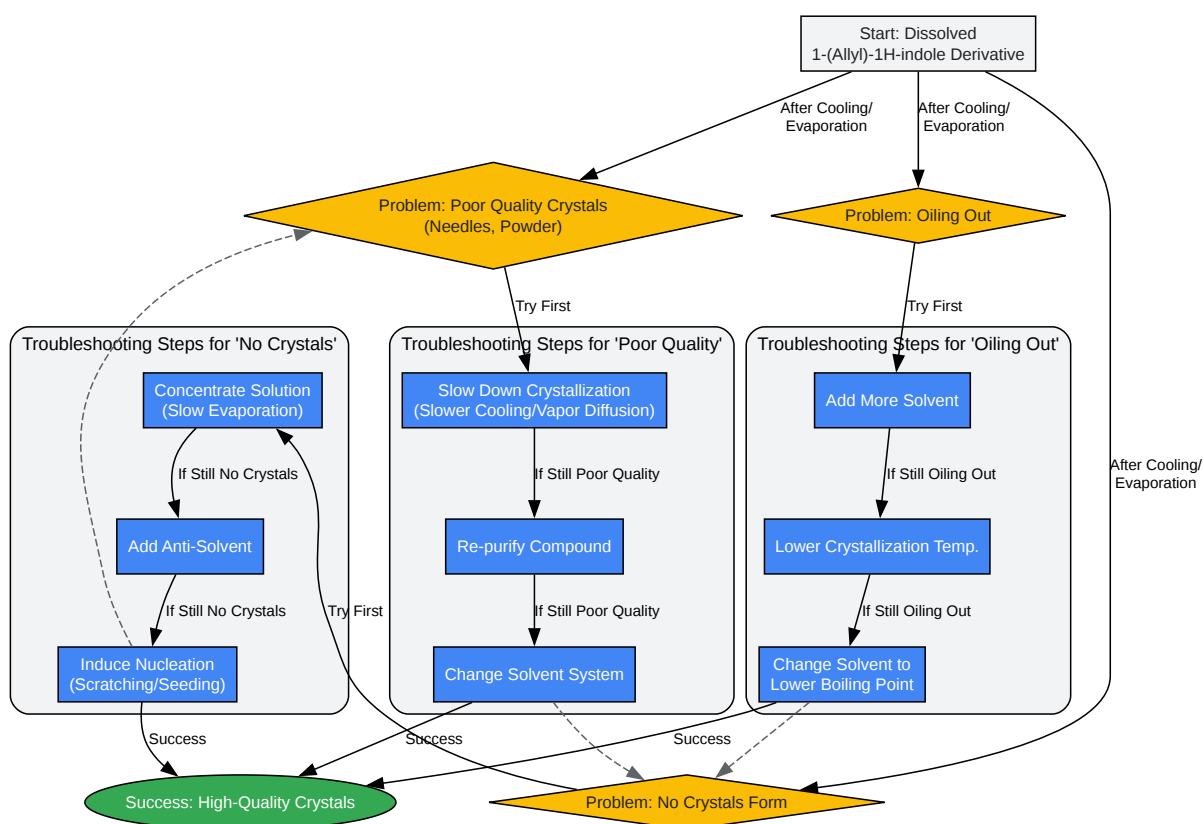 Start: Dissolved
1-(Allyl)-1H-indole Derivative
After Cooling/
Evaporation
After Cooling/
Evaporation
Problem: Poor Quality Crystals
(Needles, Powder)
Problem: Oiling Out
Try First
Try First
Troubleshooting Steps for 'No Crystals'
Troubleshooting Steps for 'Poor Quality'
Troubleshooting Steps for 'Oiling Out'
Concentrate Solution
(Slow Evaporation)
Slow Down Crystallization
(Slower Cooling/Vapor Diffusion)
Add More Solvent
If Still No Crystals
If Still Poor Quality
If Still Oiling Out
After Cooling/
Evaporation
Add Anti-Solvent
Re-purify Compound
Lower Crystallization Temp.
If Still No Crystals
Try First
If Still Poor Quality
If Still Oiling Out
Induce Nucleation
(Scratching/Seeding)
Change Solvent System
Change Solvent to
Lower Boiling Point
Success
Success
Success
Success: High-Quality Crystals
Problem: No Crystals Form